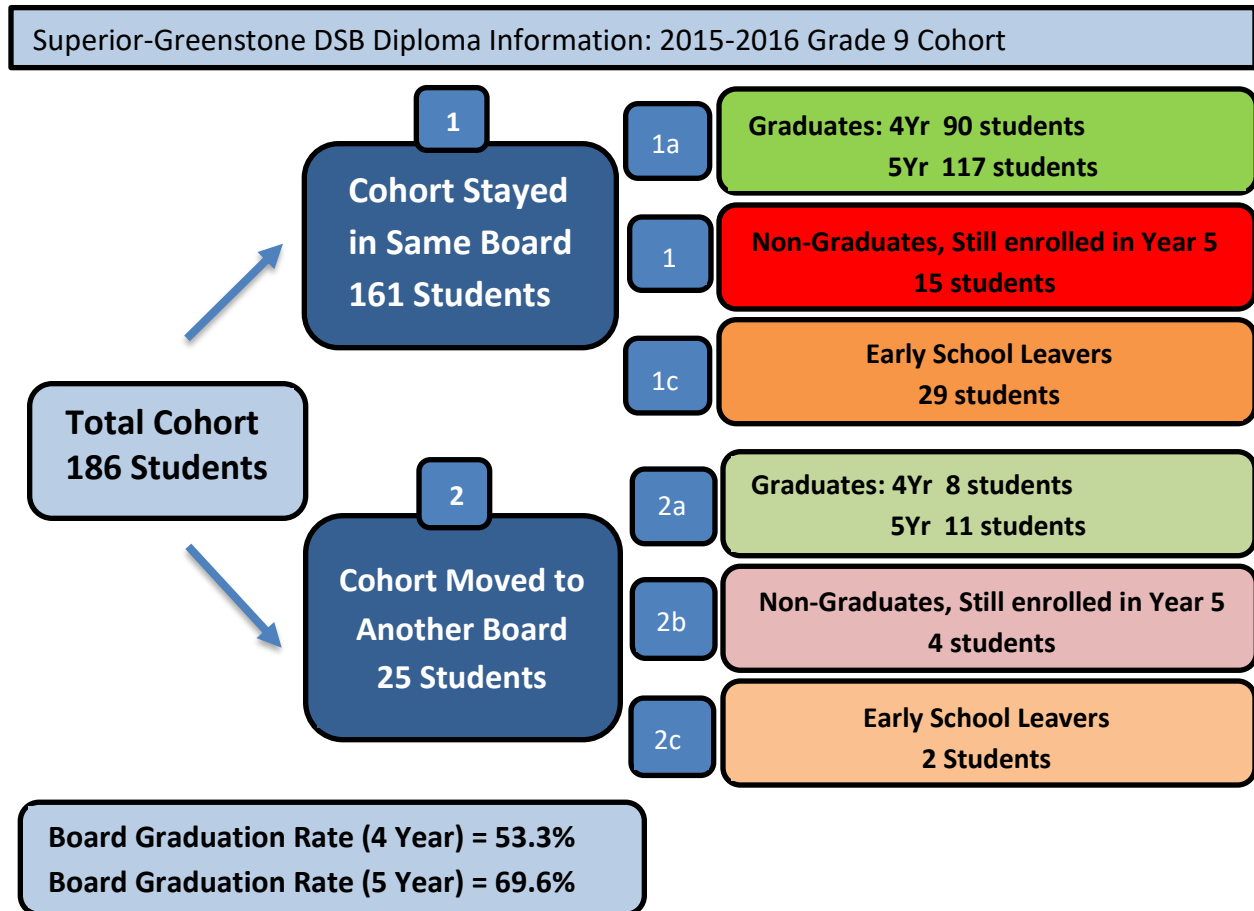 Superior-Greenstone DSB Diploma Information: 2015-2016 Grade 9 Cohort
1
Cohort Stayed
in Same Board
161 Students
1a
Graduates: 4Yr 90 students
5Yr 117 students
1
Non-Graduates, Still enrolled in Year 5
15 students
1c
Early School Leavers
29 students
Total Cohort
186 Students
2
Cohort Moved to
Another Board
25 Students
2a
Graduates: 4Yr 8 students
5Yr 11 students
2b
Non-Graduates, Still enrolled in Year 5
4 students
2c
Early School Leavers
2 Students
Board Graduation Rate (4 Year) = 53.3%
Board Graduation Rate (5 Year) = 69.6%